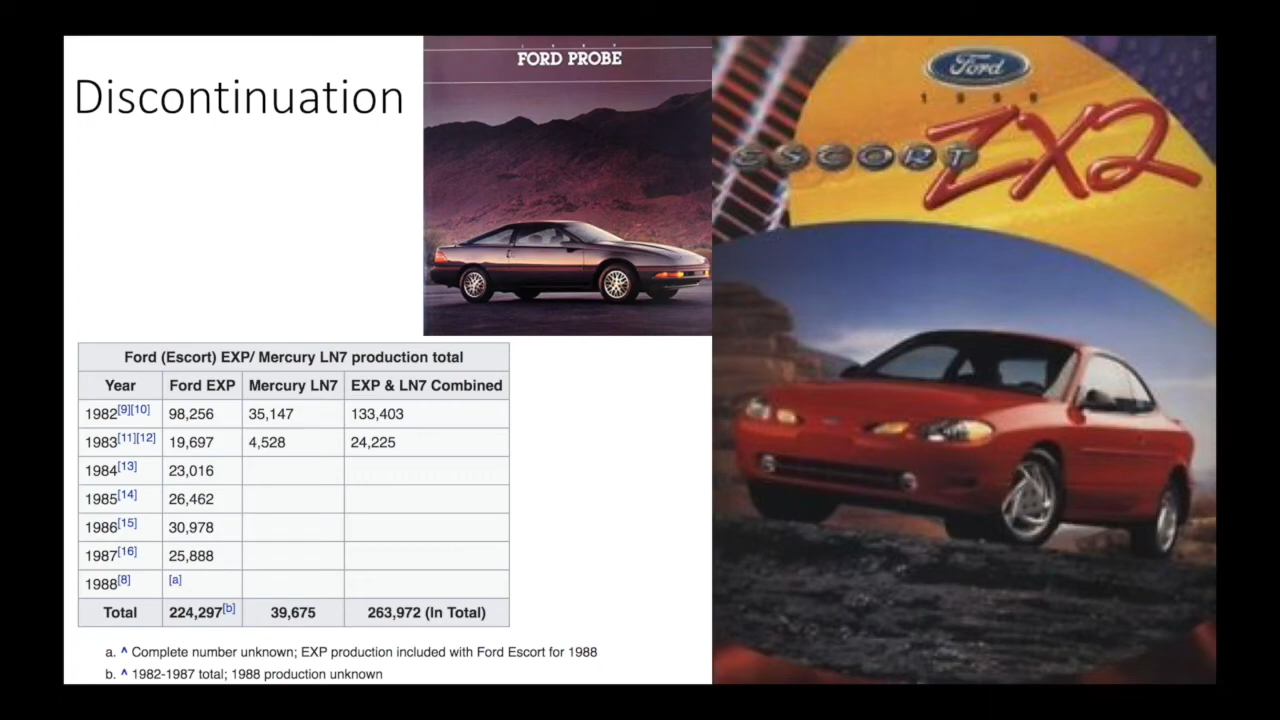 Discontinuation
FORD PROBE
Ford
ESCORT ZX2
Ford (Escort) EXP/ Mercury LN7 production total
Year Ford EXP Mercury LN7 EXP & LN7 Combined
1982[9][10] 98,256 35,147 133,403
1983[11][12] 19,697 4,528 24,225
1984[13] 23,016
1985[14] 26,462
1986[15] 30,978
1987[16] 25,888
1988[8] [a]
Total 224,297[b] 39,675 263,972 (In Total)
a. ^ Complete number unknown; EXP production included with Ford Escort for 1988
b. ^ 1982-1987 total; 1988 production unknown